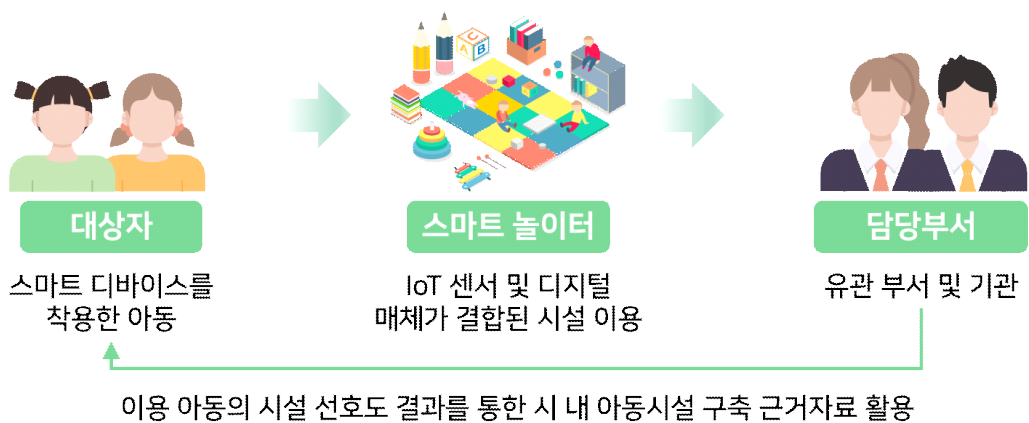 C
A B
대상자
스마트 놀이터
담당부서
스마트 디바이스를
착용한 아동
IoT 센서 및 디지털
매체가 결합된 시설 이용
유관 부서 및 기관
이용 아동의 시설 선호도 결과를 통한 시 내 아동시설 구축 근거자료 활용